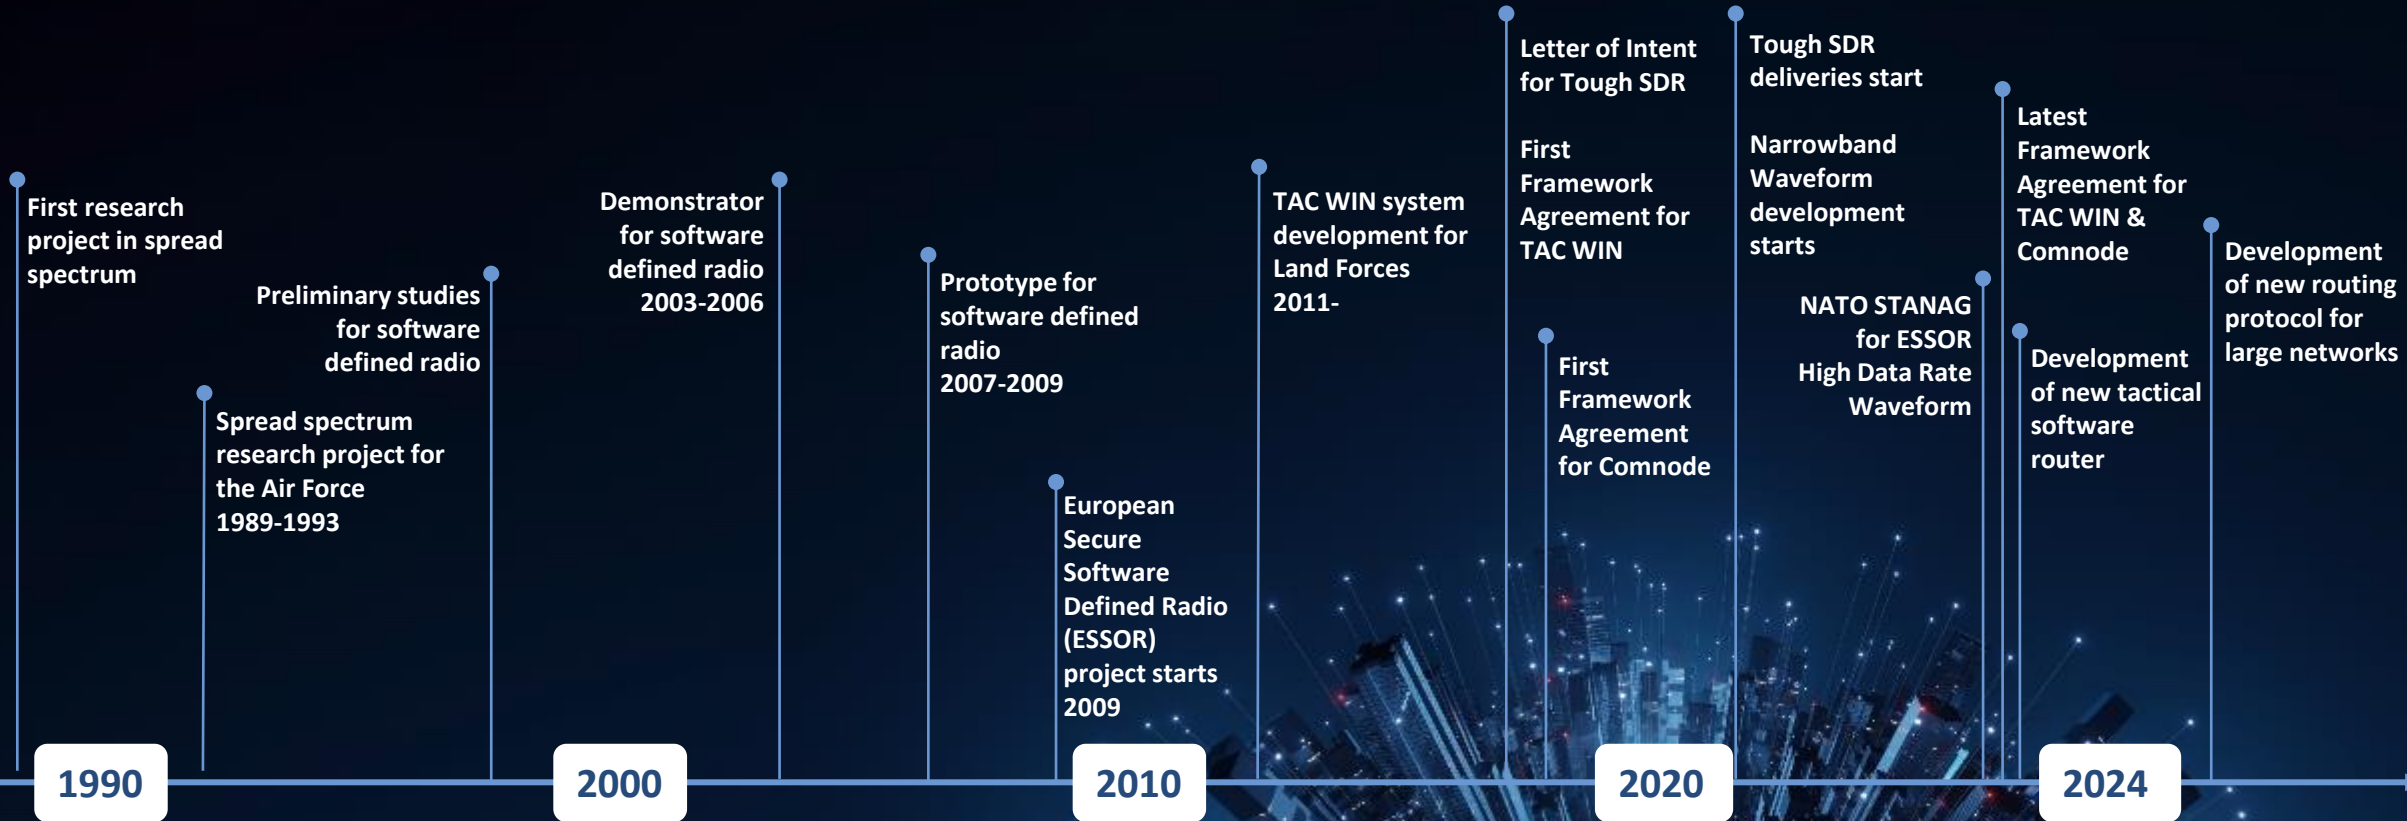 First research
project in spread
spectrum
Spread spectrum
research project for
the Air Force
1989-1993
Preliminary studies
for software
defined radio
Demonstrator
for software
defined radio
2003-2006
Prototype for
software defined
radio
2007-2009
European
Secure
Software
Defined Radio
(ESSOR)
project starts
2009
TAC WIN system
development for
Land Forces
2011-
Letter of Intent
for Tough SDR
First
Framework
Agreement for
TAC WIN
First
Framework
Agreement
for Comnode
Tough SDR
deliveries start
Narrowband
Waveform
development
starts
NATO STANAG
for ESSOR
High Data Rate
Waveform
Latest
Framework
Agreement for
TAC WIN &
Comnode
Development
of new tactical
software
router
Development
of new routing
protocol for
large networks
1990
2000
2010
2020
2024